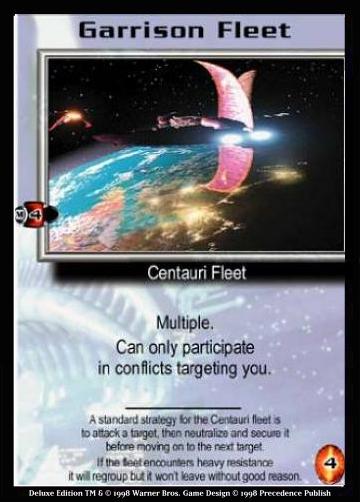 Garrison Fleet
M 4
Centauri Fleet
Multiple.
Can only participate
in conflicts targeting you.
A standard strategy for the Centauri fleet is
to attack a target, then neutralize and secure it
before moving on to the next target.
If the fleet encounters heavy resistance
it will regroup but it won't leave without good reason.
4
Deluxe Edition TM & © 1998 Warner Bros. Game Design © 1998 Precedence Publish